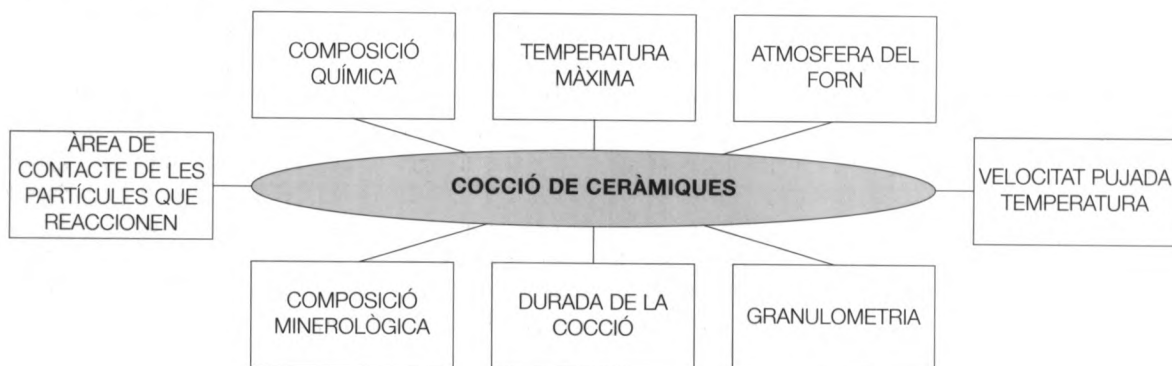 COMPOSICIÓ
QUÍMICA
TEMPERATURA
MÀXIMA
ATMOSFERA DEL
FORN
ÀREA DE
CONTACTE DE LES
PARTÍCULES QUE
REACCIONEN
COCCIÓ DE CERÀMIQUES
VELOCITAT PUJADA
TEMPERATURA
COMPOSICIÓ
MINEROLÒGICA
DURADA DE LA
COCCIÓ
GRANULOMETRIA